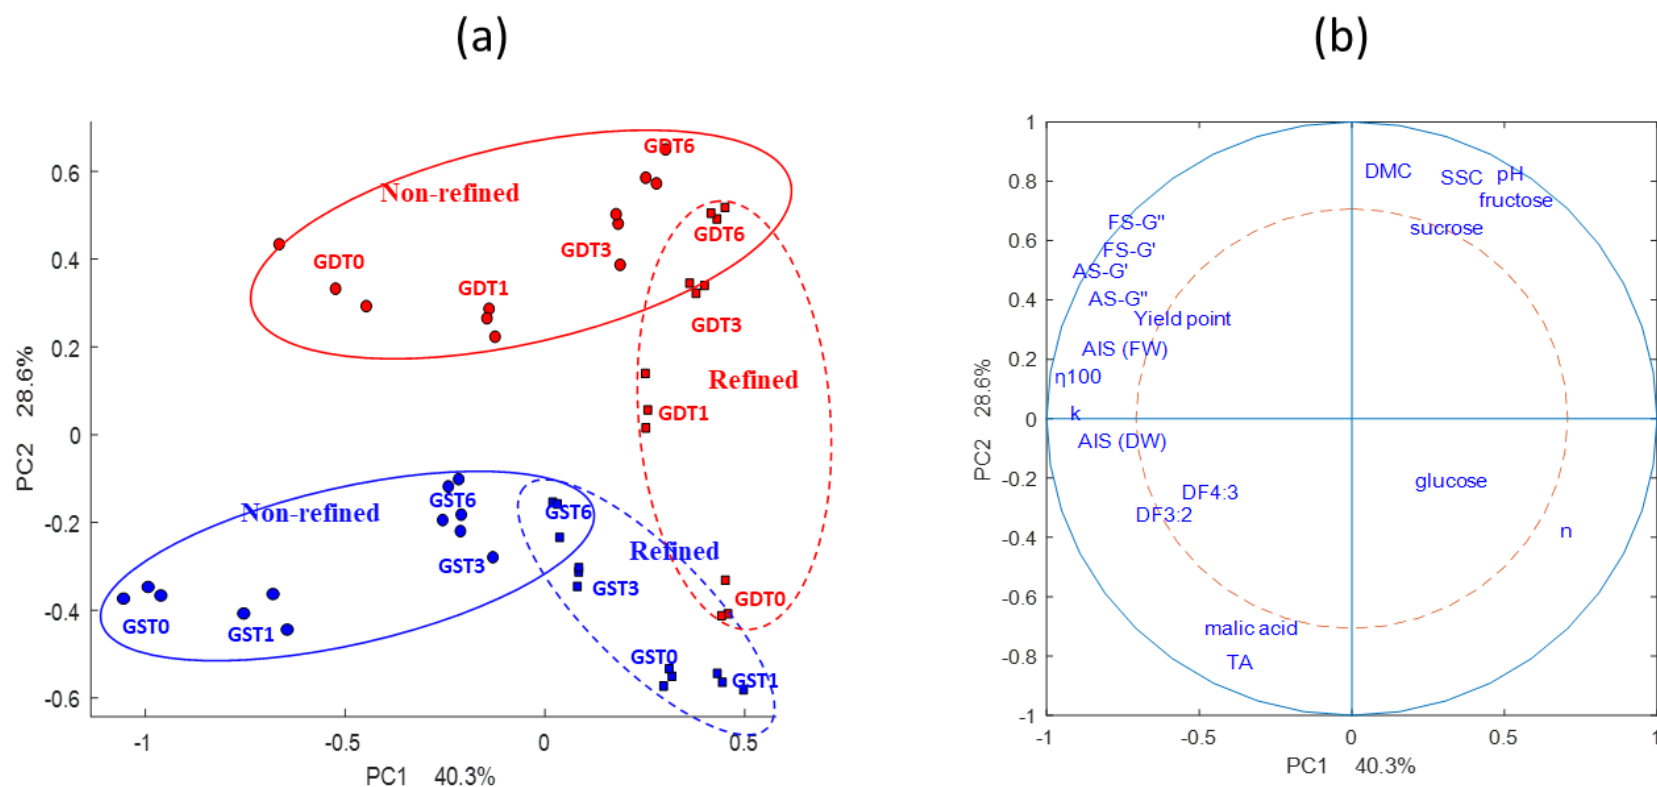 (a)
0.6
0.4
0.2
0
-0.2
-0.4
-0.6
-1
-0.5
0
0.5
PC2 28.6%
PC1 40.3%
Non-refined
GDT6
GDT0
GDT1
GDT3
GDT6
GDT3
Refined
GDT1
GDT0
Non-refined
GST6
GST3
GST0
GST1
GST6
Refined
GST3
GST0
GST1
(b)
1
0.8
0.6
0.4
0.2
0
-0.2
-0.4
-0.6
-0.8
-1
-1
-0.5
0
0.5
1
PC2 28.6%
PC1 40.3%
DMC
SSC
pH
fructose
sucrose
FS-G"
FS-G'
AS-G'
AS-G"
Yield point
AIS (FW)
η100
k
AIS (DW)
DF4:3
DF3:2
glucose
n
malic acid
TA